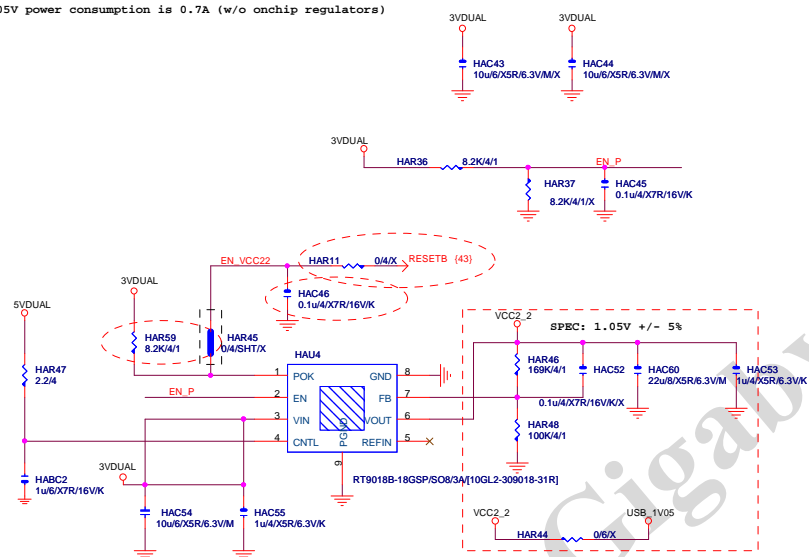 05V power consumption is 0.7A (w/o onchip regulators)
3VDUAL
3VDUAL
HAC43
10u/6/X5R/6.3V/M/X
HAC44
10u/6/X5R/6.3V/M/X
3VDUAL
HAR36
8.2K/4/1
EN_P
HAR37
8.2K/4/1/X
HAC45
0.1u/4/X7R/16V/K
EN_VCC22
HAR11
0/4/X
RESETB {43}
3VDUAL
HAC46
0.1u/4/X7R/16V/K
5VDUAL
VCC2_2
SPEC: 1.05V +/- 5%
HAR59
8.2K/4/1
HAR45
0/4/SHT/X
HAU4
HAR47
2.2/4
HAR46
169K/4/1
HAC52
0.1u/4/X7R/16V/K/X
HAC60
22u/8/X5R/6.3V/M
HAC53
1u/4/X5R/6.3V/K
1
POK
GND
8
EN_P
2
EN
FB
7
3
VIN
VOUT
6
4
CNTL
REFIN
5
PGND
9
HAR48
100K/4/1
3VDUAL
HABC2
1u/6/X7R/16V/K
RT9018B-18GSP/SO8/3A/[10GL2-309018-31R]
HAC54
10u/6/X5R/6.3V/M
HAC55
1u/4/X5R/6.3V/K
VCC2_2
USB_1V05
HAR44
0/6/X
Gigaby